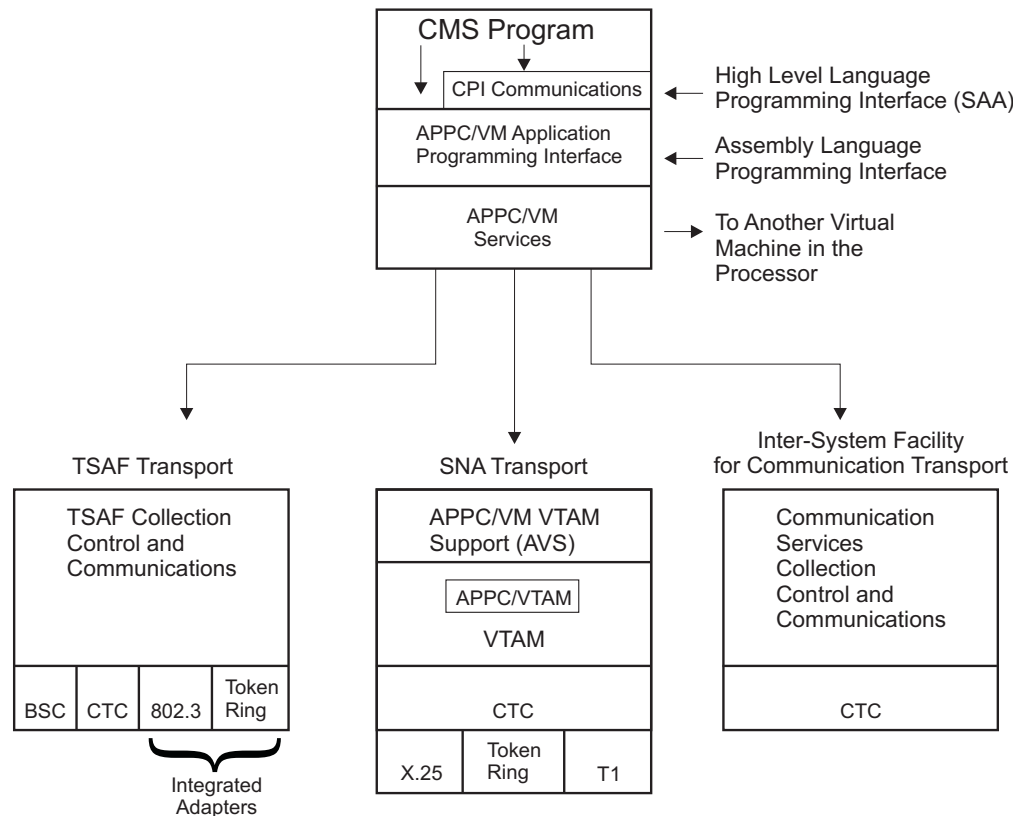 CMS Program
CPI Communications
High Level Language
Programming Interface (SAA)
APPC/VM Application
Programming Interface
Assembly Language
Programming Interface
APPC/VM
Services
To Another Virtual
Machine in the
Processor
TSAF Transport
SNA Transport
Inter-System Facility
for Communication Transport
TSAF Collection
Control and
Communications
BSC
CTC
802.3
Token
Ring
Integrated
Adapters
APPC/VM VTAM
Support (AVS)
APPC/VTAM
VTAM
CTC
X.25
Token
Ring
T1
Communication
Services
Collection
Control and
Communications
CTC